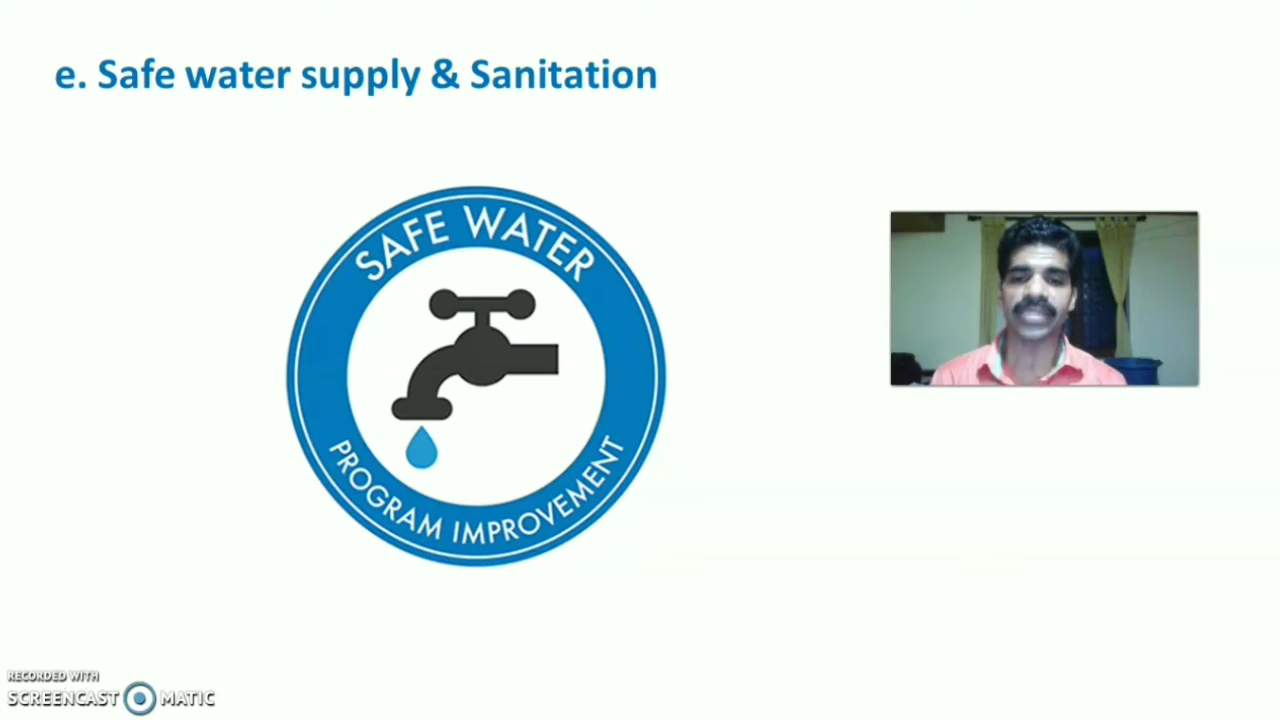 e. Safe water supply & Sanitation
SAFE WATER
PROGRAM IMPROVEMENT
RECORDED WITH
SCREENCAST MATIC